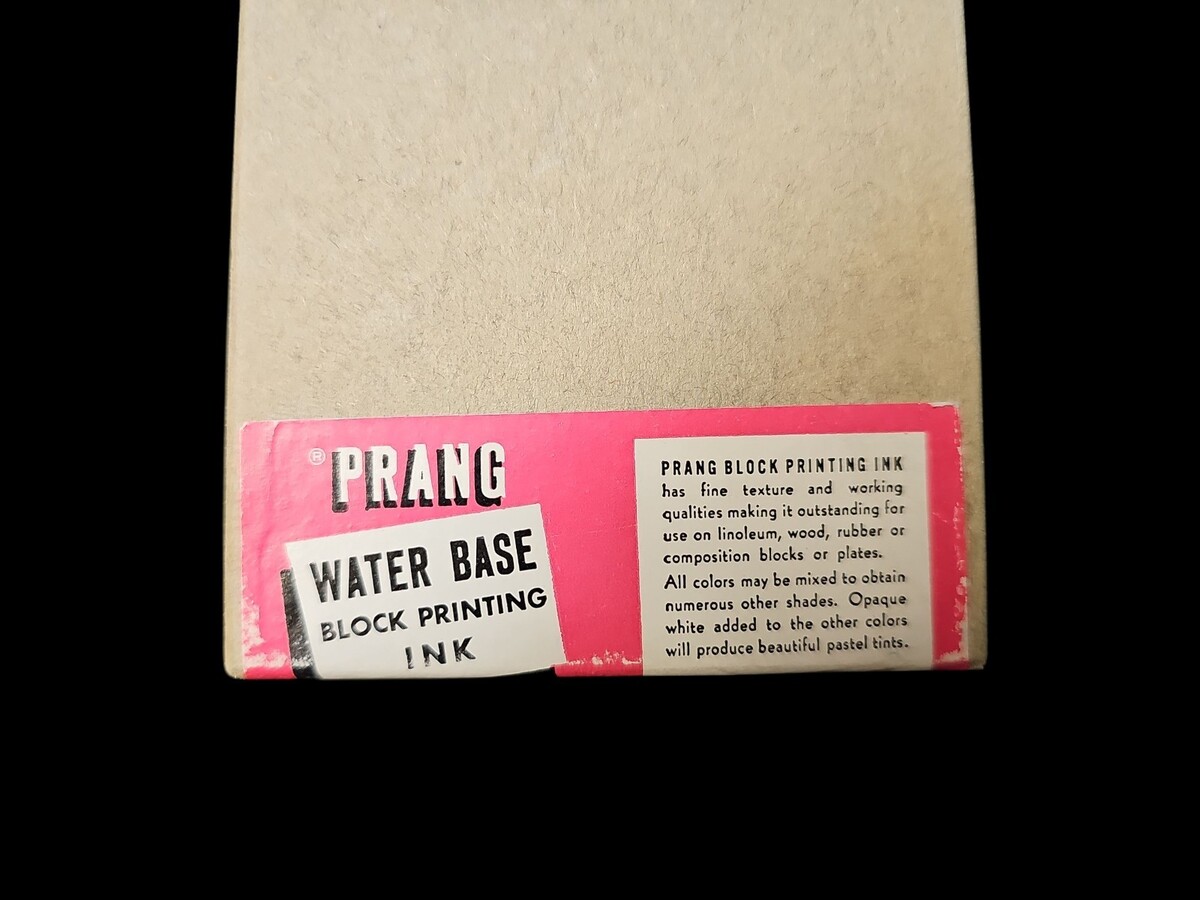 ® PRANG
WATER BASE
BLOCK PRINTING
INK
PRANG BLOCK PRINTING INK
has fine texture and working
qualities making it outstanding for
use on linoleum, wood, rubber or
composition blocks or plates.
All colors may be mixed to obtain
numerous other shades. Opaque
white added to the other colors
will produce beautiful pastel tints.